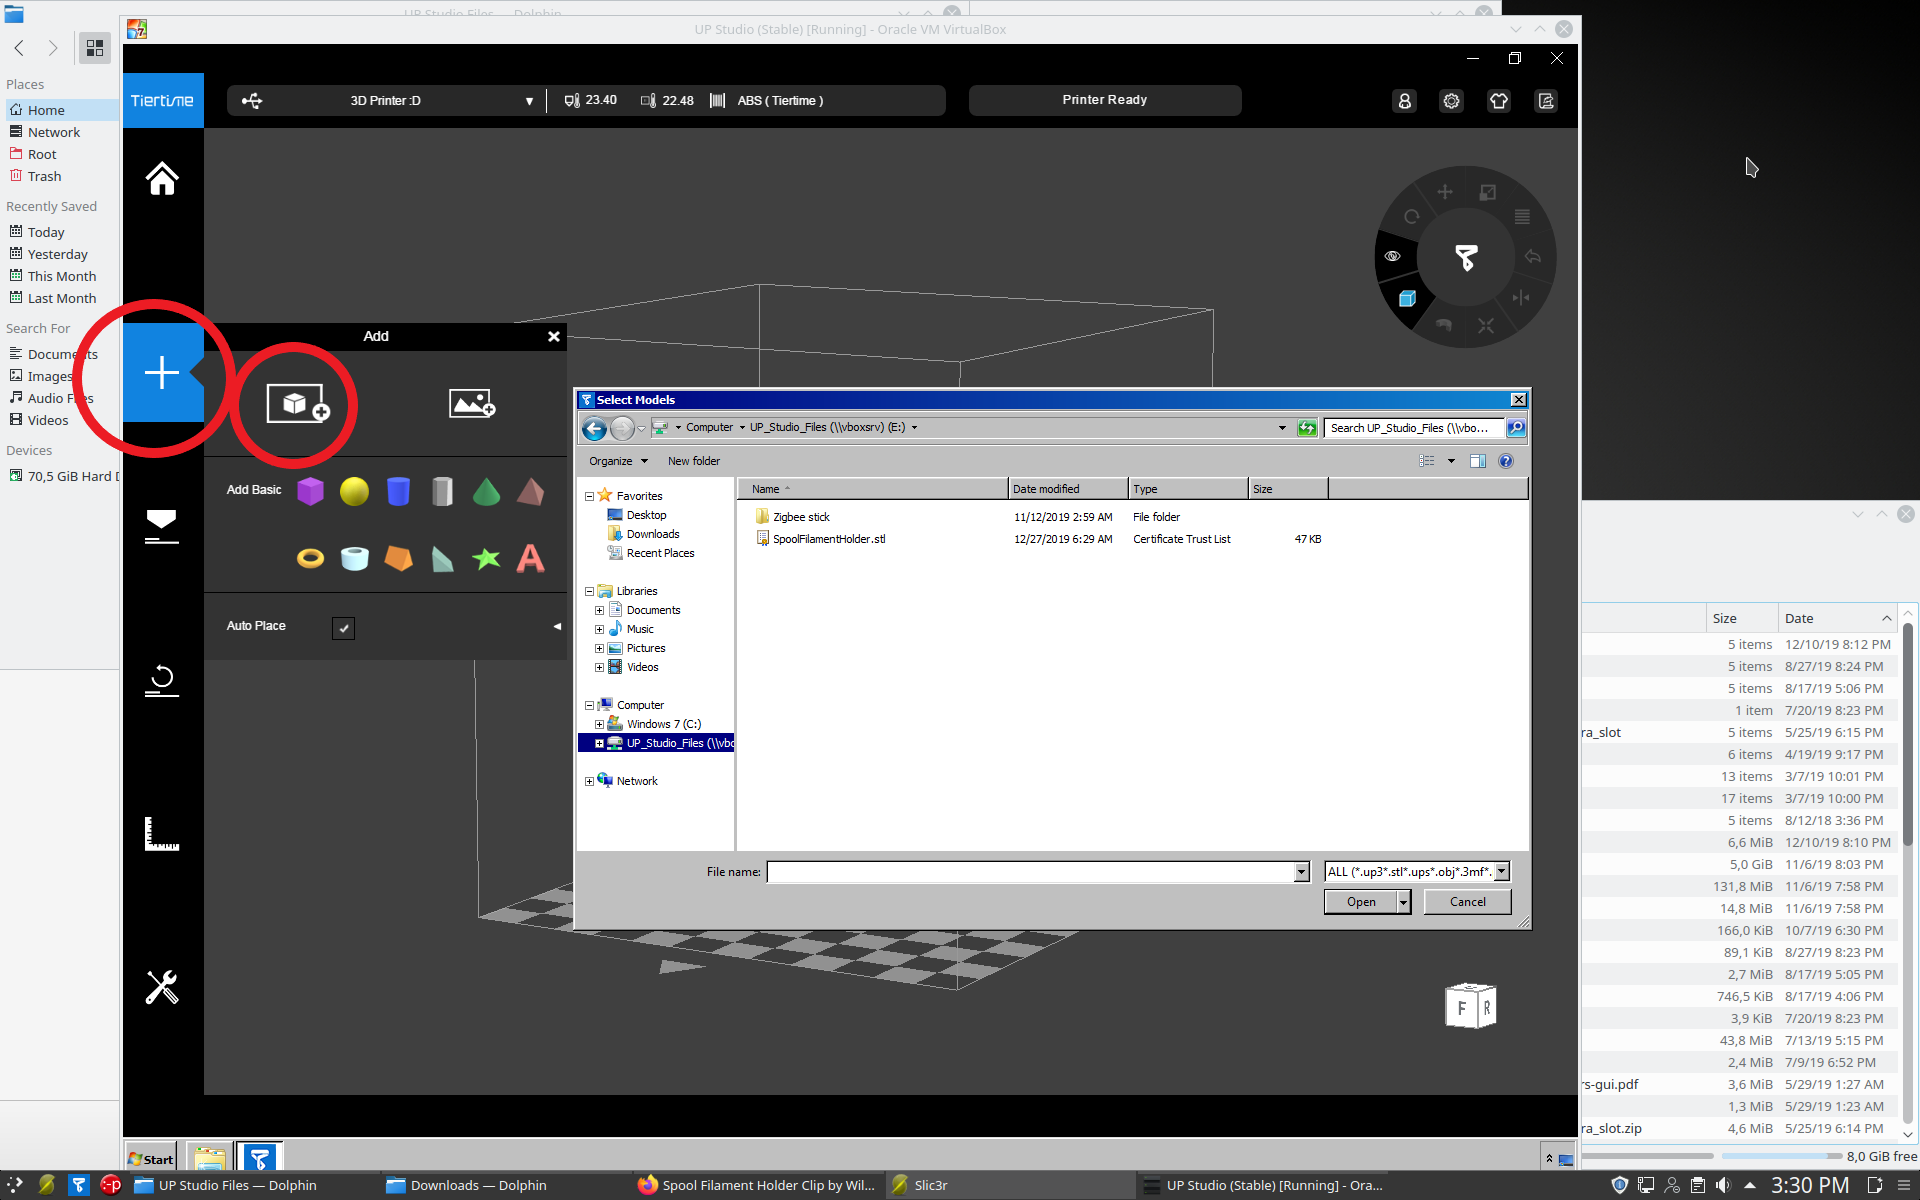 UP Studio Files — Dolphin
UP Studio (Stable) [Running] - Oracle VM VirtualBox
Places
Home
Network
Root
Trash
Recently Saved
Today
Yesterday
This Month
Last Month
Search For
Documents
Images
Audio Files
Videos
Devices
70,5 GiB Hard
Tiertime
3D Printer :D
23.40
22.48
ABS ( Tiertime )
Printer Ready
Add
Add Basic
Auto Place
Select Models
Computer
UP_Studio_Files (\\vboxsrv) (E:)
Search UP_Studio_Files (\\vbo...
Organize
New folder
Favorites
Desktop
Downloads
Recent Places
Libraries
Documents
Music
Pictures
Videos
Computer
Windows 7 (C:)
UP_Studio_Files (\\vbo
Network
Name
Date modified
Type
Size
Zigbee stick 11/12/2019 2:59 AM File folder
SpoolFilamentHolder.stl 12/27/2019 6:29 AM Certificate Trust List 47 KB
File name:
ALL (*.up3*.stl*.ups*.obj*.3mf*.
Open
Cancel
F R
Size Date
5 items 12/10/19 8:12 PM
5 items 8/27/19 8:24 PM
5 items 8/17/19 5:06 PM
1 item 7/20/19 8:23 PM
ra_slot 5 items 5/25/19 6:15 PM
6 items 4/19/19 9:17 PM
13 items 3/7/19 10:01 PM
17 items 3/7/19 10:00 PM
5 items 8/12/18 3:36 PM
6,6 MiB 12/10/19 8:10 PM
5,0 GiB 11/6/19 8:03 PM
131,8 MiB 11/6/19 7:58 PM
14,8 MiB 11/6/19 7:58 PM
166,0 KiB 10/7/19 6:30 PM
89,1 KiB 8/27/19 8:23 PM
2,7 MiB 8/17/19 5:05 PM
746,5 KiB 8/17/19 4:06 PM
3,9 KiB 7/20/19 8:23 PM
43,8 MiB 7/13/19 5:15 PM
2,4 MiB 7/9/19 6:52 PM
rs-gui.pdf 3,6 MiB 5/29/19 1:27 AM
1,3 MiB 5/29/19 1:23 AM
ra_slot.zip 4,6 MiB 5/25/19 6:14 PM
8,0 GiB free
Start
UP Studio Files — Dolphin
Downloads — Dolphin
Spool Filament Holder Clip by Wil...
Slic3r
UP Studio (Stable) [Running] - Ora...
3:30 PM